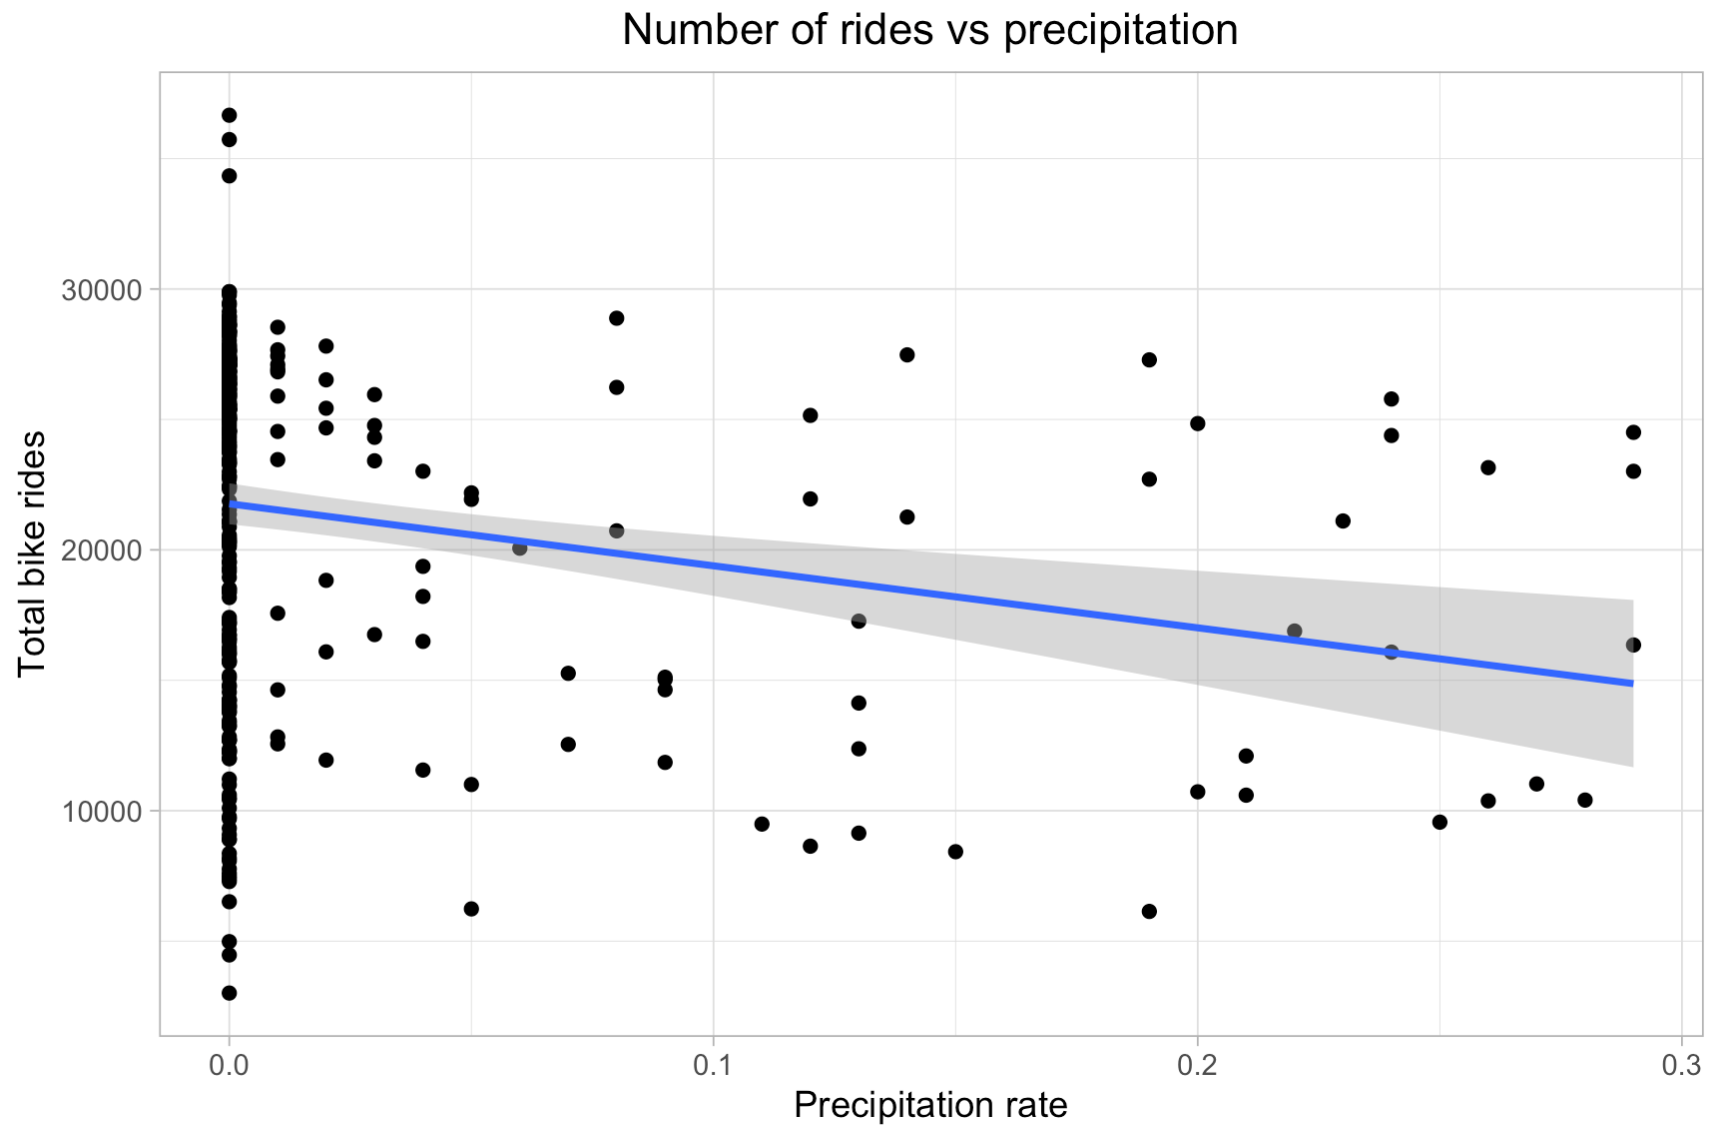 Number of rides vs precipitation
Total bike rides
30000
20000
10000
0.0
0.1
0.2
0.3
Precipitation rate